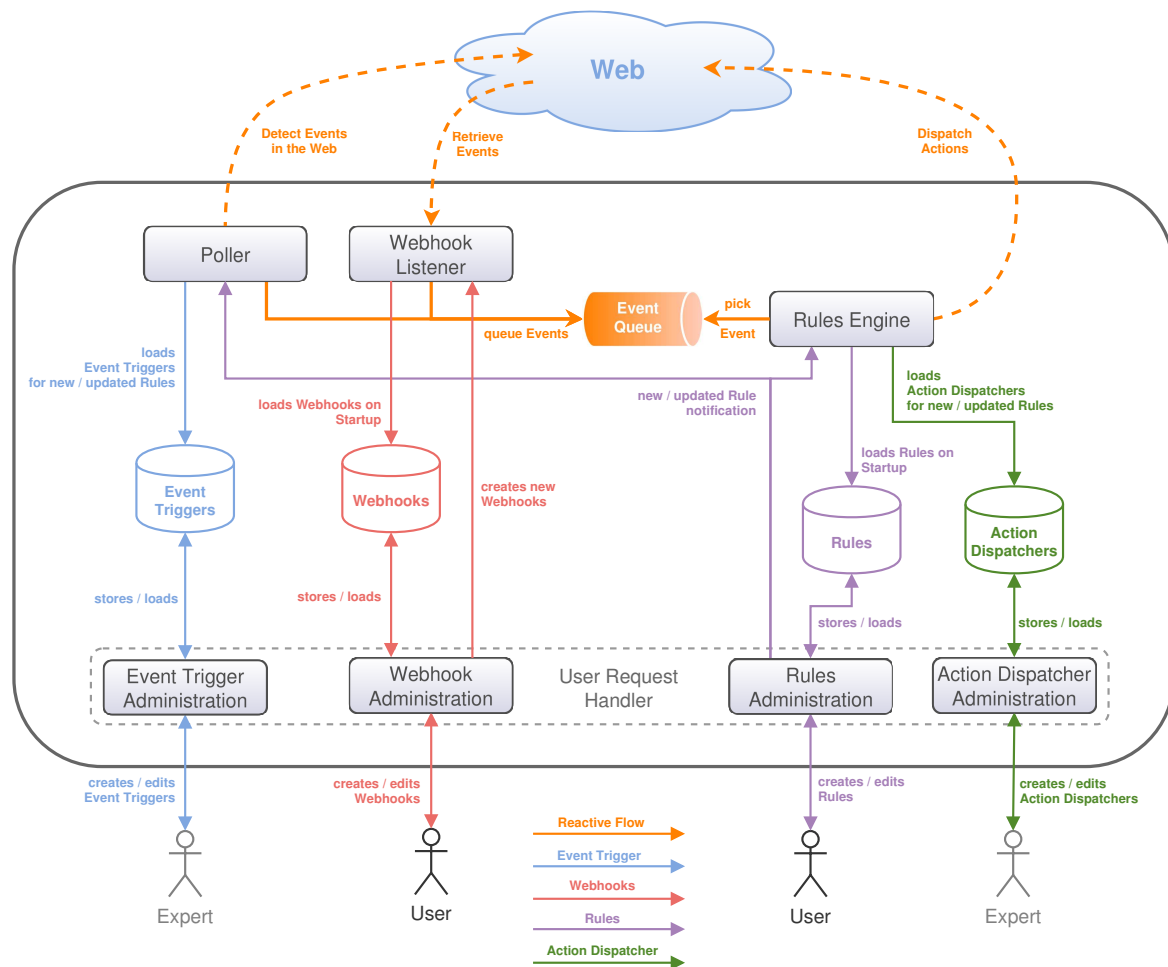 Web
Detect Events
in the Web
Retrieve
Events
Dispatch
Actions
Poller
Webhook
Listener
Event
Queue
queue Events
pick
Event
Rules Engine
loads
Event Triggers
for new / updated Rules
loads Webhooks on
Startup
new / updated Rule
notification
loads
Action Dispatchers
for new / updated Rules
loads Rules on
Startup
creates new
Webhooks
Event
Triggers
Webhooks
Rules
Action
Dispatchers
stores / loads
stores / loads
stores / loads
stores / loads
Event Trigger
Administration
Webhook
Administration
User Request
Handler
Rules
Administration
Action Dispatcher
Administration
creates / edits
Event Triggers
creates / edits
Webhooks
creates / edits
Rules
creates / edits
Action Dispatchers
Expert
User
User
Expert
Reactive Flow
Event Trigger
Webhooks
Rules
Action Dispatcher